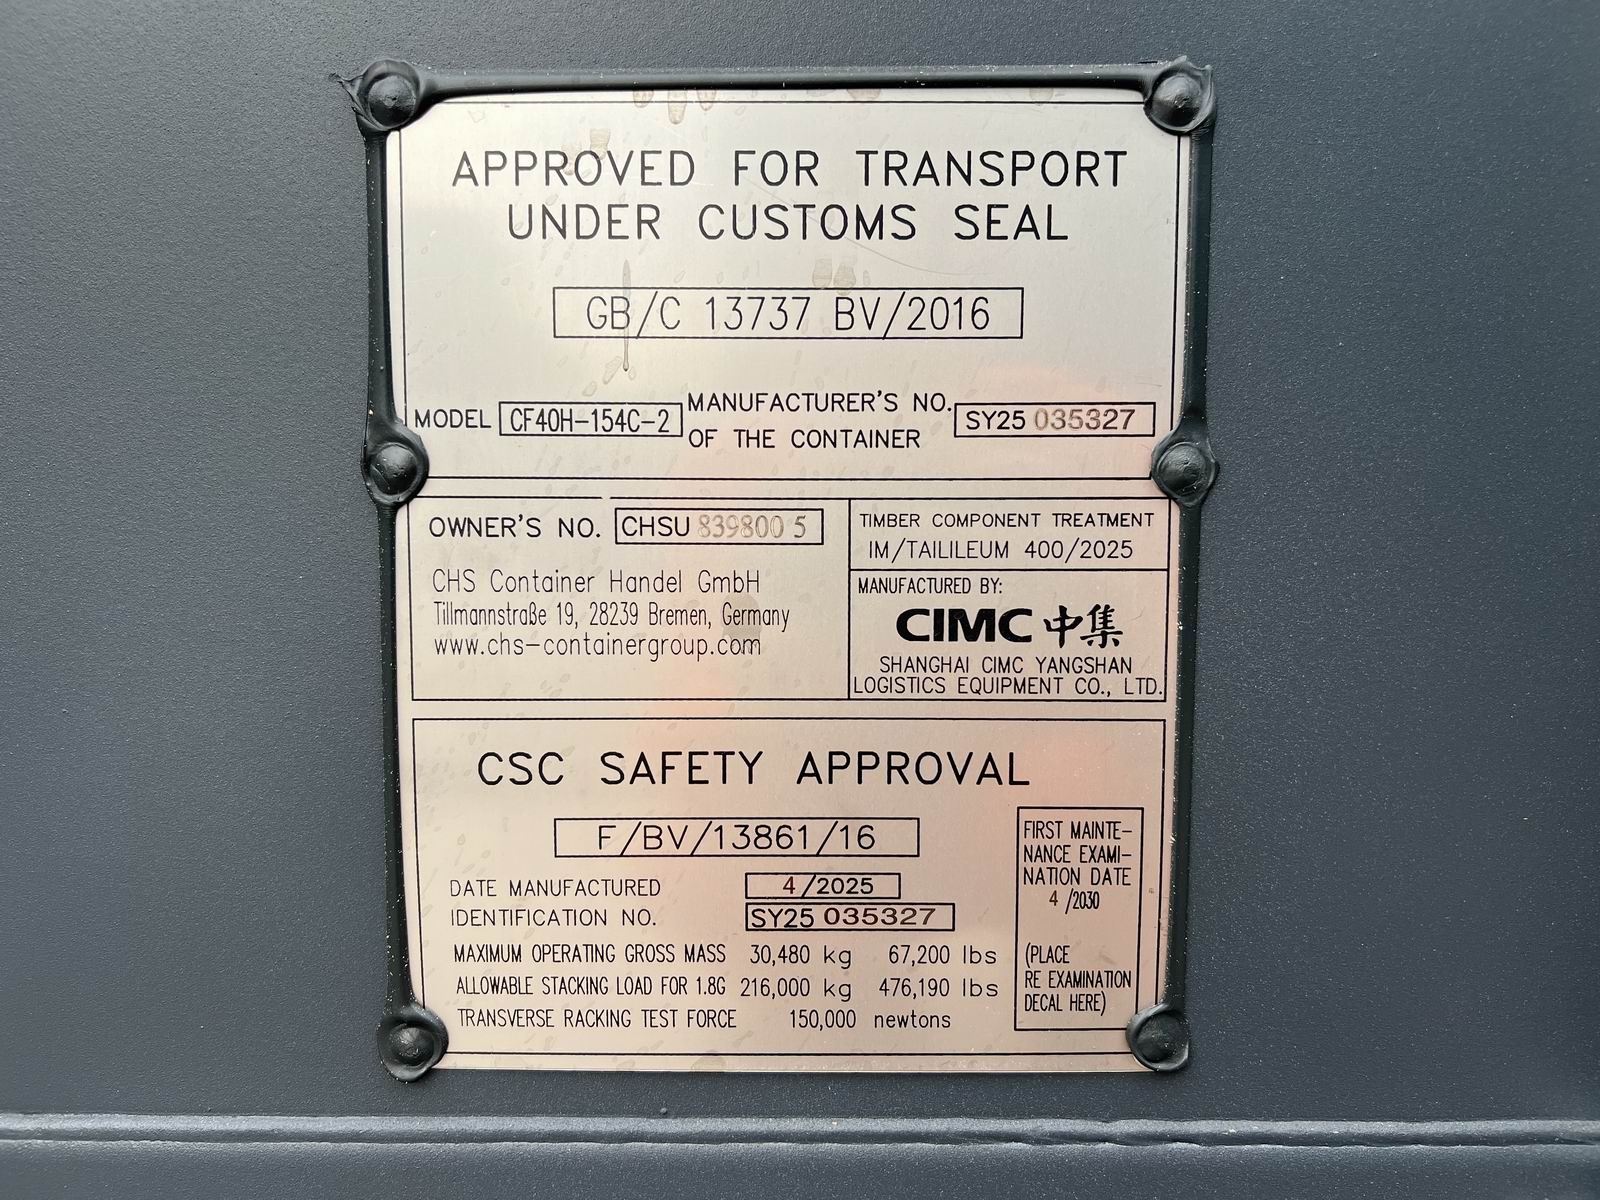 APPROVED FOR TRANSPORT
UNDER CUSTOMS SEAL
GB/C 13737 BV/2016
MODEL CF40H-154C-2 MANUFACTURER'S NO. OF THE CONTAINER SY25 035327
OWNER'S NO. CHSU 839800 5
CHS Container Handel GmbH
Tillmannstraße 19, 28239 Bremen, Germany
www.chs-containergroup.com
TIMBER COMPONENT TREATMENT
IM/TAILILEUM 400/2025
MANUFACTURED BY:
CIMC 中集
SHANGHAI CIMC YANGSHAN
LOGISTICS EQUIPMENT CO., LTD.
CSC SAFETY APPROVAL
F/BV/13861/16
DATE MANUFACTURED 4/2025
IDENTIFICATION NO. SY25 035327
MAXIMUM OPERATING GROSS MASS 30,480 kg 67,200 lbs
ALLOWABLE STACKING LOAD FOR 1.8G 216,000 kg 476,190 lbs
TRANSVERSE RACKING TEST FORCE 150,000 newtons
FIRST MAINTE-
NANCE EXAMI-
NATION DATE
4/2030
(PLACE
RE EXAMINATION
DECAL HERE)